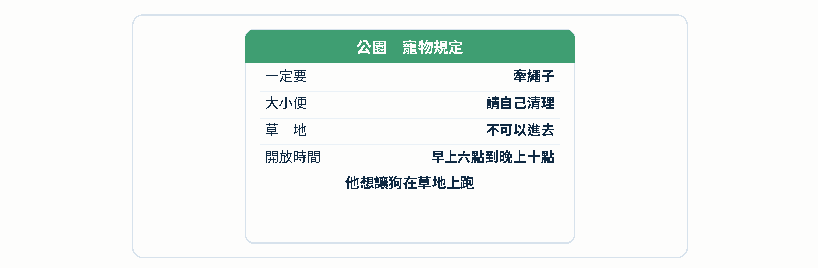 公園　寵物規定
一定要　牽繩子
大小便　請自己清理
草　地　不可以進去
開放時間　早上六點到晚上十點
他想讓狗在草地上跑